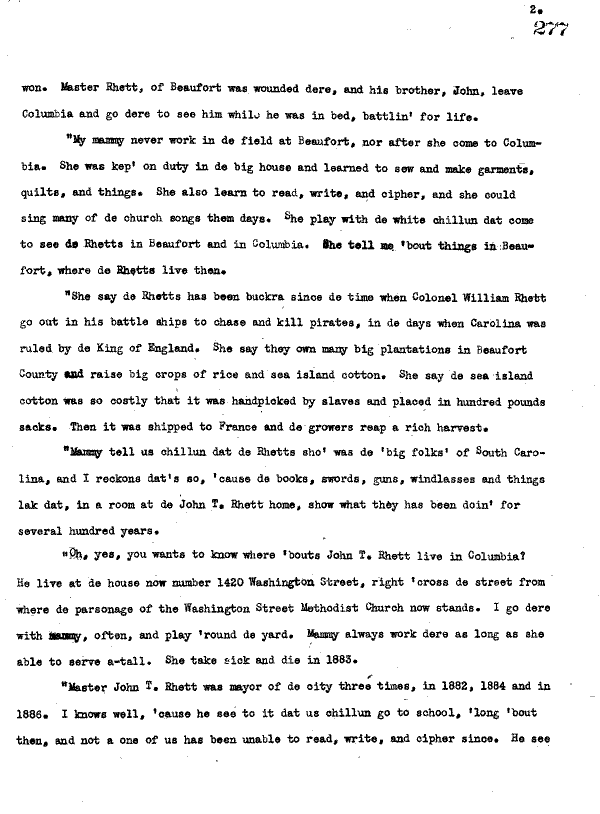 2.
277
won. Master Rhett, of Beaufort was wounded dere, and his brother, John, leave
Columbia and go dere to see him while he was in bed, battlin' for life.
"My mammy never work in de field at Beaufort, nor after she come to Colum-
bia. She was kep' on duty in de big house and learned to sew and make garments,
quilts, and things. She also learn to read, write, and cipher, and she could
sing many of de church songs them days. She play with de white chillun dat come
to see de Rhetts in Beaufort and in Columbia. She tell me 'bout things in Beau-
fort, where de Rhetts live then.
"She say de Rhetts has been buckra since de time when Colonel William Rhett
go out in his battle ships to chase and kill pirates, in de days when Carolina was
ruled by de King of England. She say they own many big plantations in Beaufort
County and raise big crops of rice and sea island cotton. She say de sea island
cotton was so costly that it was handpicked by slaves and placed in hundred pounds
sacks. Then it was shipped to France and de growers reap a rich harvest.
"Mammy tell us chillun dat de Rhetts sho' was de 'big folks' of South Caro-
lina, and I reckons dat's so, 'cause de books, swords, guns, windlasses and things
lak dat, in a room at de John T. Rhett home, show what they has been doin' for
several hundred years.
"Oh, yes, you wants to know where 'bouts John T. Rhett live in Columbia?
He live at de house now number 1420 Washington Street, right 'cross de street from
where de parsonage of the Washington Street Methodist Church now stands. I go dere
with mammy, often, and play 'round de yard. Mammy always work dere as long as she
able to serve a-tall. She take sick and die in 1883.
"Master John T. Rhett was mayor of de city three times, in 1882, 1884 and in
1886. I knows well, 'cause he see to it dat us chillun go to school, 'long 'bout
then, and not a one of us has been unable to read, write, and cipher since. He see